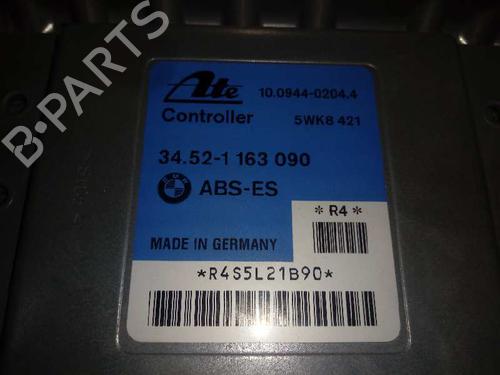 B-PARTS
Ate
10.0944-0204.4
Controller
5WK8 421
34.52-1 163 090
BMW ABS-ES
*R4*
MADE IN GERMANY
*R4S5L21B90*